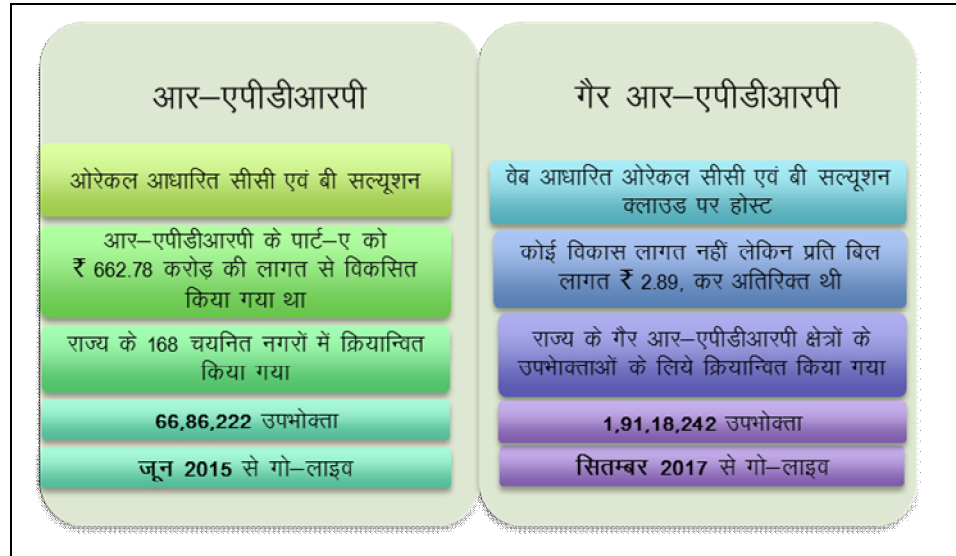 आर–एपीडीआरपी
ओरेकल आधारित सीसी एवं बी सल्यूशन
आर–एपीडीआरपी के पार्ट–ए को
₹ 662.78 करोड़ की लागत से विकसित
किया गया था
राज्य के 168 चयनित नगरों में क्रियान्वित
किया गया
66,86,222 उपभोक्ता
जून 2015 से गो–लाइव
गैर आर–एपीडीआरपी
वेब आधारित ओरेकल सीसी एवं बी सल्यूशन
क्लाउड पर होस्ट
कोई विकास लागत नहीं लेकिन प्रति बिल
लागत ₹ 2.89, कर अतिरिक्त थी
राज्य के गैर आर–एपीडीआरपी क्षेत्रों के
उपभोक्ताओं के लिये क्रियान्वित किया गया
1,91,18,242 उपभोक्ता
सितम्बर 2017 से गो–लाइव